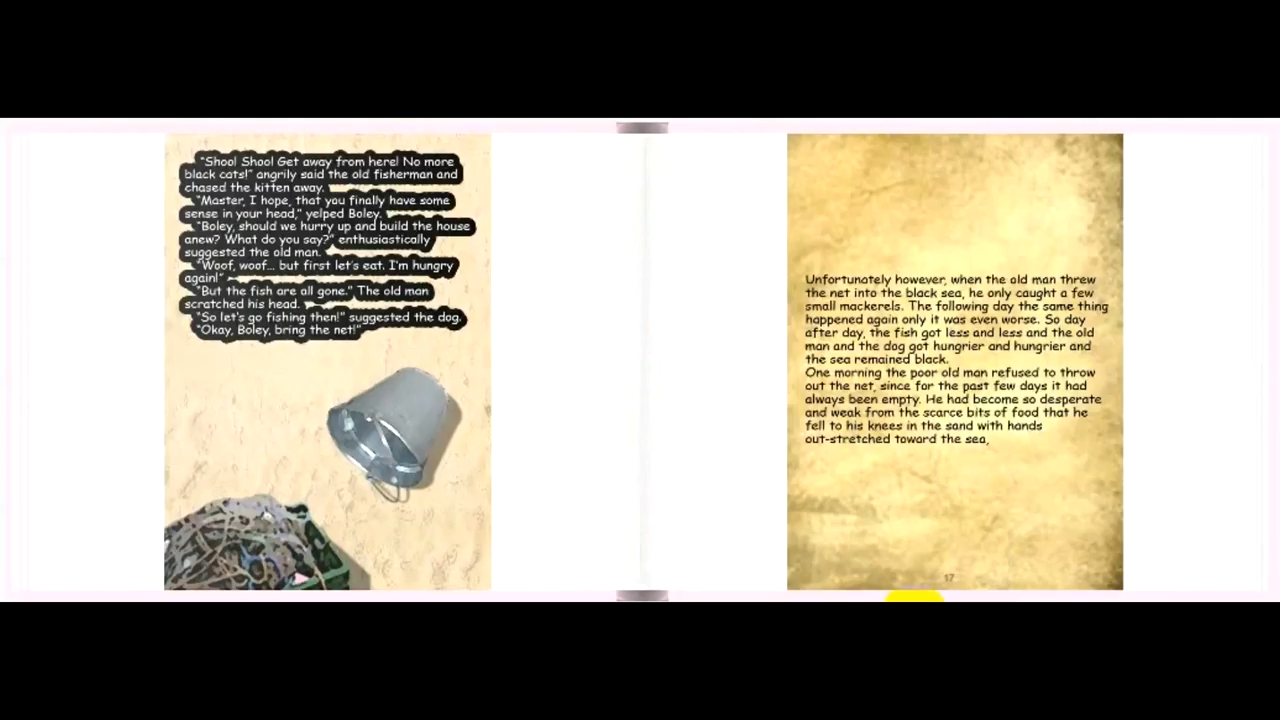 "Shoo! Shoo! Get away from here! No more
black cats!" angrily said the old fisherman and
chased the kitten away.
"Master, I hope, that you finally have some
sense in your head," yelped Boley.
"Boley, should we hurry up and build the house
anew? What do you say?" enthusiastically
suggested the old man.
"Woof, woof... but first let's eat. I'm hungry
again!"
"But the fish are all gone." The old man
scratched his head.
"So let's go fishing then!" suggested the dog.
"Okay, Boley, bring the net!"
Unfortunately however, when the old man threw
the net into the black sea, he only caught a few
small mackerels. The following day the same thing
happened again only it was even worse. So day
after day, the fish got less and less and the old
man and the dog got hungrier and hungrier and
the sea remained black.
One morning the poor old man refused to throw
out the net, since for the past few days it had
always been empty. He had become so desperate
and weak from the scarce bits of food that he
fell to his knees in the sand with hands
out-stretched toward the sea,
17